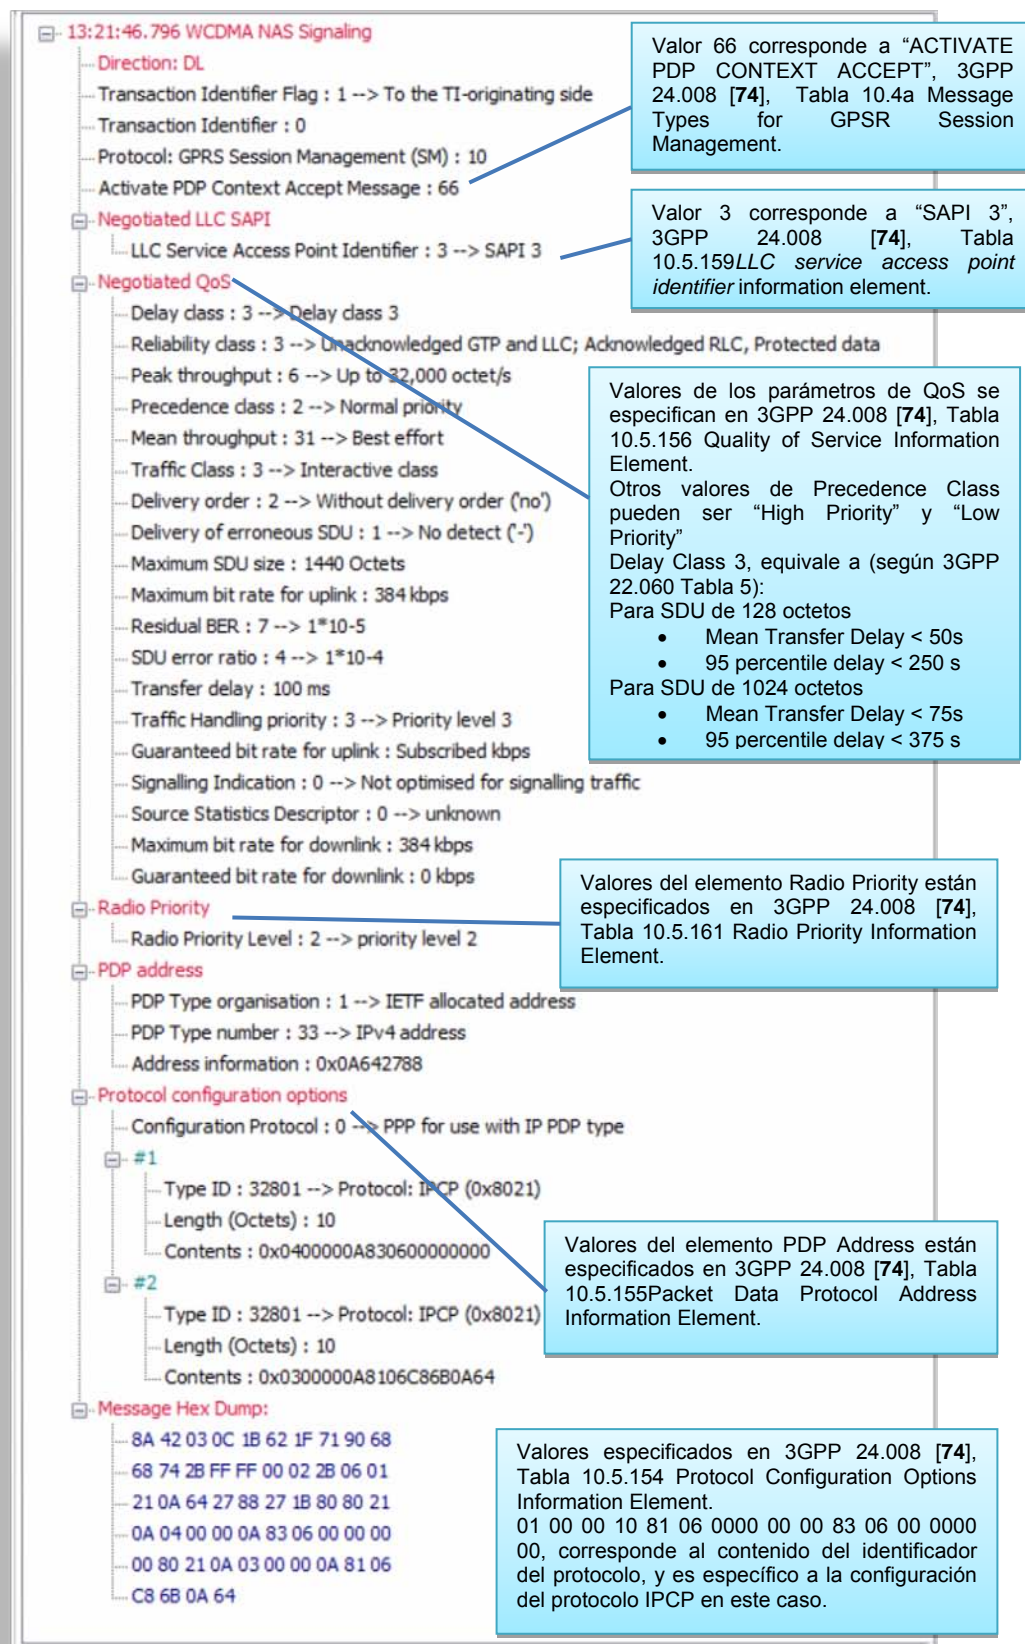 13:21:46.796 WCDMA NAS Signaling
Direction: DL
Transaction Identifier Flag : 1 --> To the TI-originating side
Transaction Identifier : 0
Protocol: GPRS Session Management (SM) : 10
Activate PDP Context Accept Message : 66
Negotiated LLC SAPI
LLC Service Access Point Identifier : 3 --> SAPI 3
Negotiated QoS
Delay class : 3 --> Delay class 3
Reliability class : 3 --> Unacknowledged GTP and LLC; Acknowledged RLC, Protected data
Peak throughput : 6 --> Up to 32,000 octet/s
Precedence class : 2 --> Normal priority
Mean throughput : 31 --> Best effort
Traffic Class : 3 --> Interactive class
Delivery order : 2 --> Without delivery order ('no')
Delivery of erroneous SDU : 1 --> No detect ('-')
Maximum SDU size : 1440 Octets
Maximum bit rate for uplink : 384 kbps
Residual BER : 7 --> 1*10-5
SDU error ratio : 4 --> 1*10-4
Transfer delay : 100 ms
Traffic Handling priority : 3 --> Priority level 3
Guaranteed bit rate for uplink : Subscribed kbps
Signalling Indication : 0 --> Not optimised for signalling traffic
Source Statistics Descriptor : 0 --> unknown
Maximum bit rate for downlink : 384 kbps
Guaranteed bit rate for downlink : 0 kbps
Radio Priority
Radio Priority Level : 2 --> priority level 2
PDP address
PDP Type organisation : 1 --> IETF allocated address
PDP Type number : 33 --> IPv4 address
Address information : 0x0A642788
Protocol configuration options
Configuration Protocol : 0 --> PPP for use with IP PDP type
#1
Type ID : 32801 --> Protocol: IPCP (0x8021)
Length (Octets) : 10
Contents : 0x0400000A830600000000
#2
Type ID : 32801 --> Protocol: IPCP (0x8021)
Length (Octets) : 10
Contents : 0x0300000A8106C86B0A64
Message Hex Dump:
8A 42 03 0C 1B 62 1F 71 90 68
68 74 2B FF FF 00 02 2B 06 01
21 0A 64 27 88 27 1B 80 80 21
0A 04 00 00 0A 83 06 00 00 00
00 80 21 0A 03 00 00 0A 81 06
C8 6B 0A 64
Valor 66 corresponde a “ACTIVATE
PDP CONTEXT ACCEPT”, 3GPP
24.008 [74], Tabla 10.4a Message
Types for GPSR Session
Management.
Valor 3 corresponde a “SAPI 3”,
3GPP 24.008 [74], Tabla
10.5.159LLC service access point
identifier information element.
Valores de los parámetros de QoS se
especifican en 3GPP 24.008 [74], Tabla
10.5.156 Quality of Service Information
Element.
Otros valores de Precedence Class
pueden ser “High Priority” y “Low
Priority”
Delay Class 3, equivale a (según 3GPP
22.060 Tabla 5):
Para SDU de 128 octetos
• Mean Transfer Delay < 50s
• 95 percentile delay < 250 s
Para SDU de 1024 octetos
• Mean Transfer Delay < 75s
• 95 percentile delay < 375 s
Valores del elemento Radio Priority están
especificados en 3GPP 24.008 [74],
Tabla 10.5.161 Radio Priority Information
Element.
Valores del elemento PDP Address están
especificados en 3GPP 24.008 [74], Tabla
10.5.155Packet Data Protocol Address
Information Element.
Valores especificados en 3GPP 24.008 [74],
Tabla 10.5.154 Protocol Configuration Options
Information Element.
01 00 00 10 81 06 0000 00 00 83 06 00 0000
00, corresponde al contenido del identificador
del protocolo, y es específico a la configuración
del protocolo IPCP en este caso.